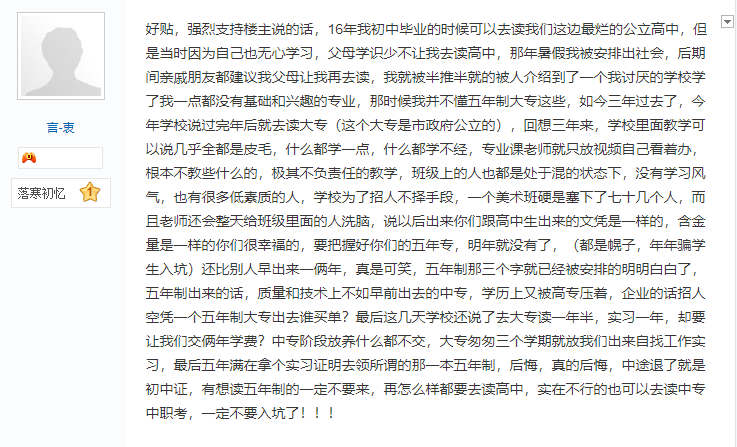 好贴，强烈支持楼主说的话，16年我初中毕业的时候可以去读我们这边最烂的公立高中，但
是当时因为自己也无心学习，父母学识少不让我去读高中，那年暑假我被安排出社会，后期
间亲戚朋友都建议我父母让我再去读，我就被半推半就的被人介绍到了一个我讨厌的学校学
了我一点都没有基础和兴趣的专业，那时候我并不懂五年制大专这些，如今三年过去了，今
年学校说过完年后就去读大专（这个大专是市政府公立的），回想三年来，学校里面教学可
以说几乎全都是皮毛，什么都学一点，什么都学不经，专业课老师就只放视频自己看着办，
根本不教些什么的，极其不负责任的教学，班级上的人也都是处于混的状态下，没有学习风
气，也有很多低素质的人，学校为了招人不择手段，一个美术班硬是塞下了七十几个人，而
且老师还会整天给班级里面的人洗脑，说以后出来你们跟高中生出来的文凭是一样的，含金
量是一样的你们很幸福的，要把握好你们的五年专，明年就没有了，（都是幌子，年年骗学
生入坑）还比别人早出来一俩年，真是可笑，五年制那三个字就已经被安排的明明白白了，
五年制出来的话，质量和技术上不如早前出去的中专，学历上又被高专压着，企业的话招人
空凭一个五年制大专出去谁买单？最后这几天学校还说了去大专读一年半，实习一年，却要
让我们交俩年学费？中专阶段放养什么都不交，大专匆匆三个学期就放我们出来自找工作实
习，最后五年满在拿个实习证明去领所谓的那一本五年制，后悔，真的后悔，中途退了就是
初中证，有想读五年制的一定不要来，再怎么样都要去读高中，实在不行的也可以去读中专
中职考，一定不要入坑了！！！
言-衷
落寒初忆
1